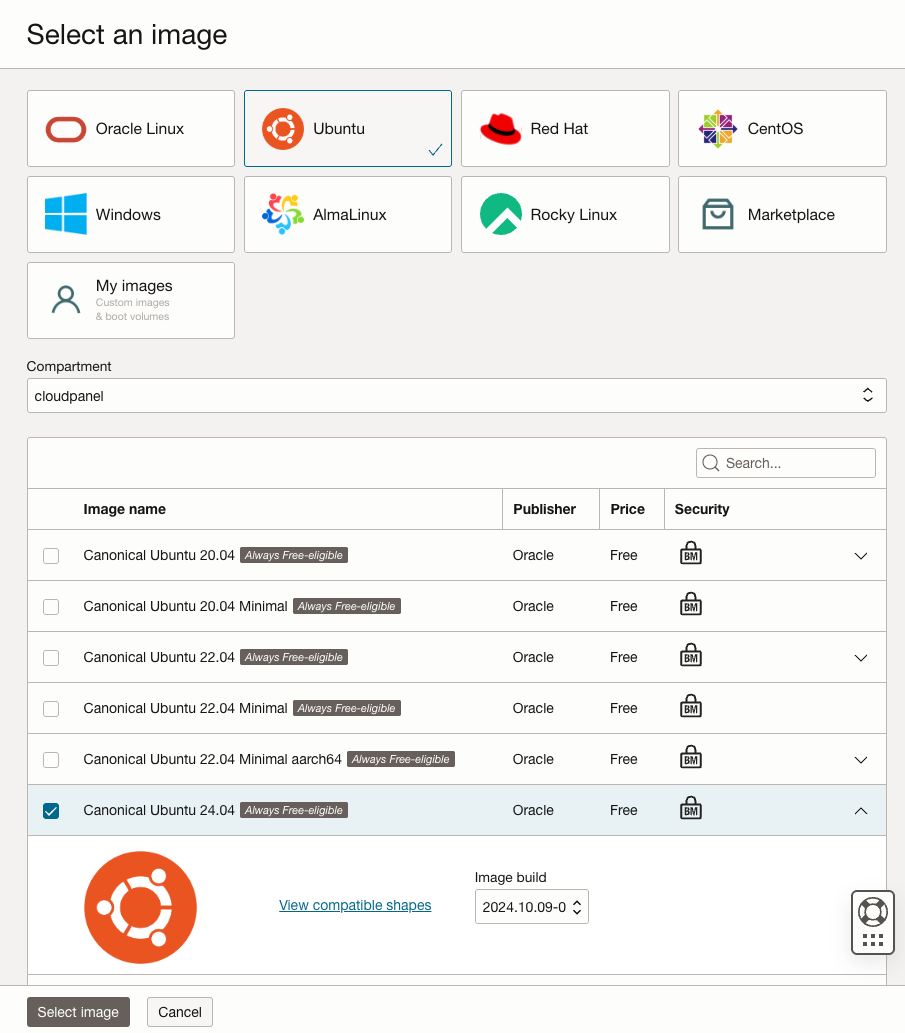 Select an image
Oracle Linux
Ubuntu
Red Hat
CentOS
Windows
AlmaLinux
Rocky Linux
Marketplace
My images
Custom images
& boot volumes
Compartment
cloudpanel
Search...
Image name Publisher Price Security
Canonical Ubuntu 20.04 Always Free-eligible Oracle Free BM
Canonical Ubuntu 20.04 Minimal Always Free-eligible Oracle Free BM
Canonical Ubuntu 22.04 Always Free-eligible Oracle Free BM
Canonical Ubuntu 22.04 Minimal Always Free-eligible Oracle Free BM
Canonical Ubuntu 22.04 Minimal aarch64 Always Free-eligible Oracle Free BM
Canonical Ubuntu 24.04 Always Free-eligible Oracle Free BM
Image build
View compatible shapes
2024.10.09-0
Select image
Cancel